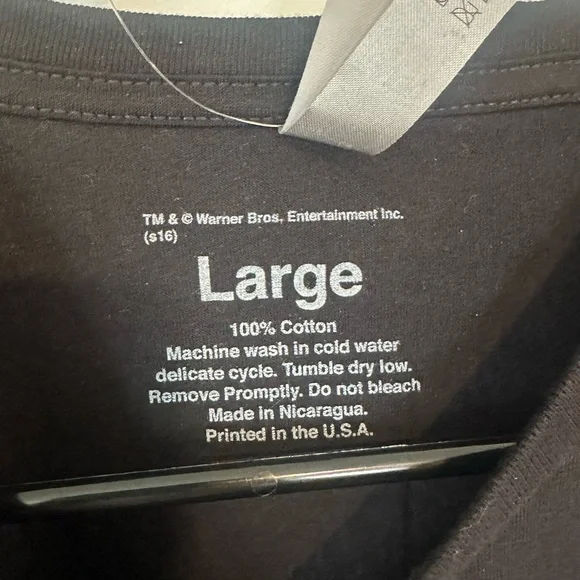 TM & © Warner Bros. Entertainment Inc.
(s16)
Large
100% Cotton
Machine wash in cold water
delicate cycle. Tumble dry low.
Remove Promptly. Do not bleach
Made in Nicaragua.
Printed in the U.S.A.